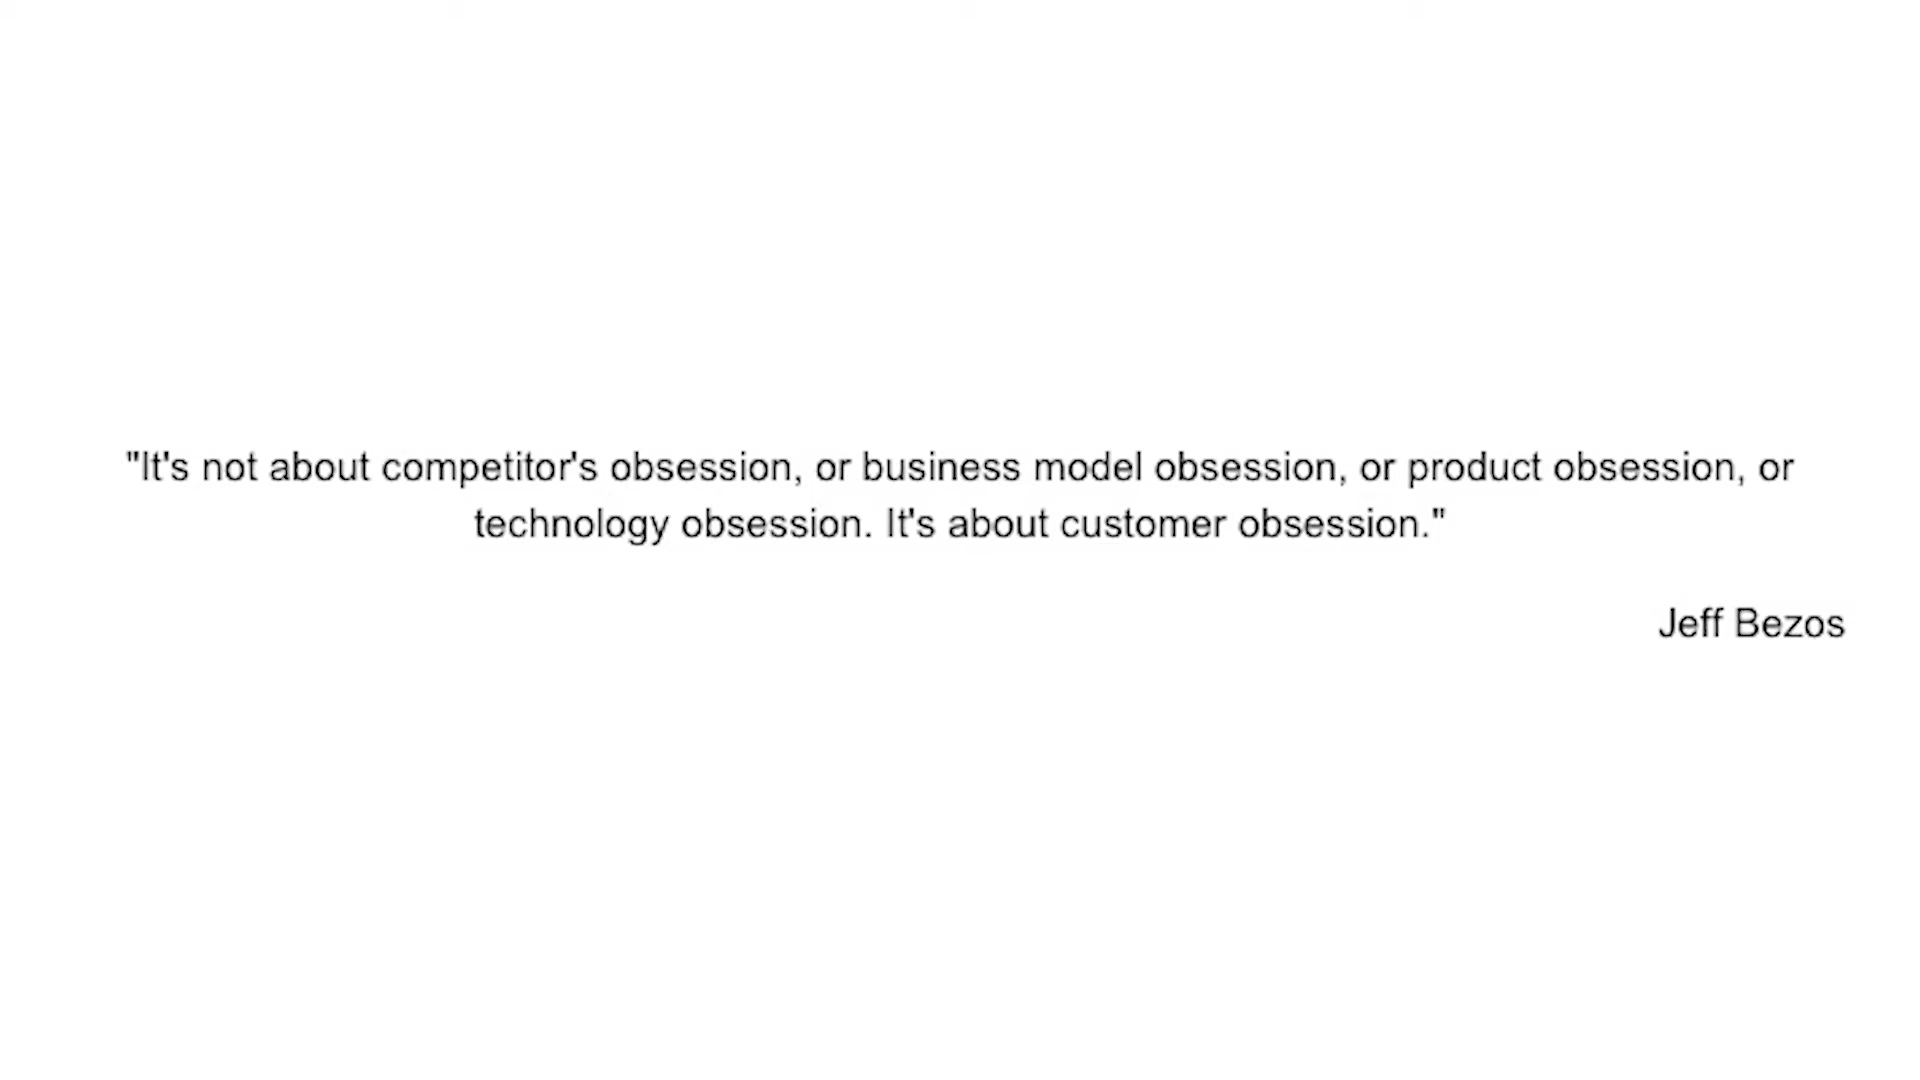 "It's not about competitor's obsession, or business model obsession, or product obsession, or
technology obsession. It's about customer obsession."
Jeff Bezos